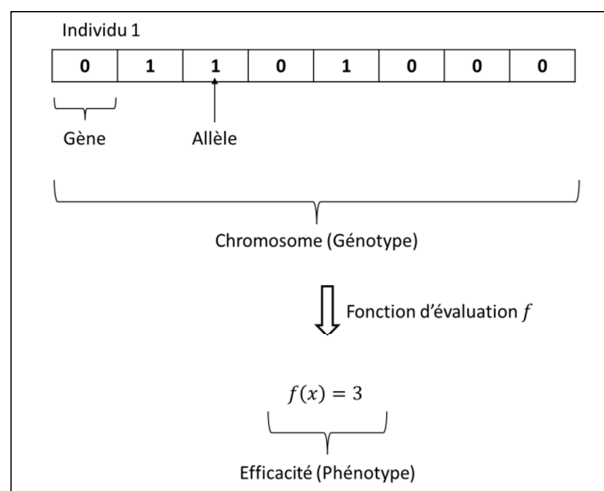 Individu 1
0 1 1 0 1 0 0 0
Gène Allèle
Chromosome (Génotype)
Fonction d'évaluation f
f(x) = 3
Efficacité (Phénotype)